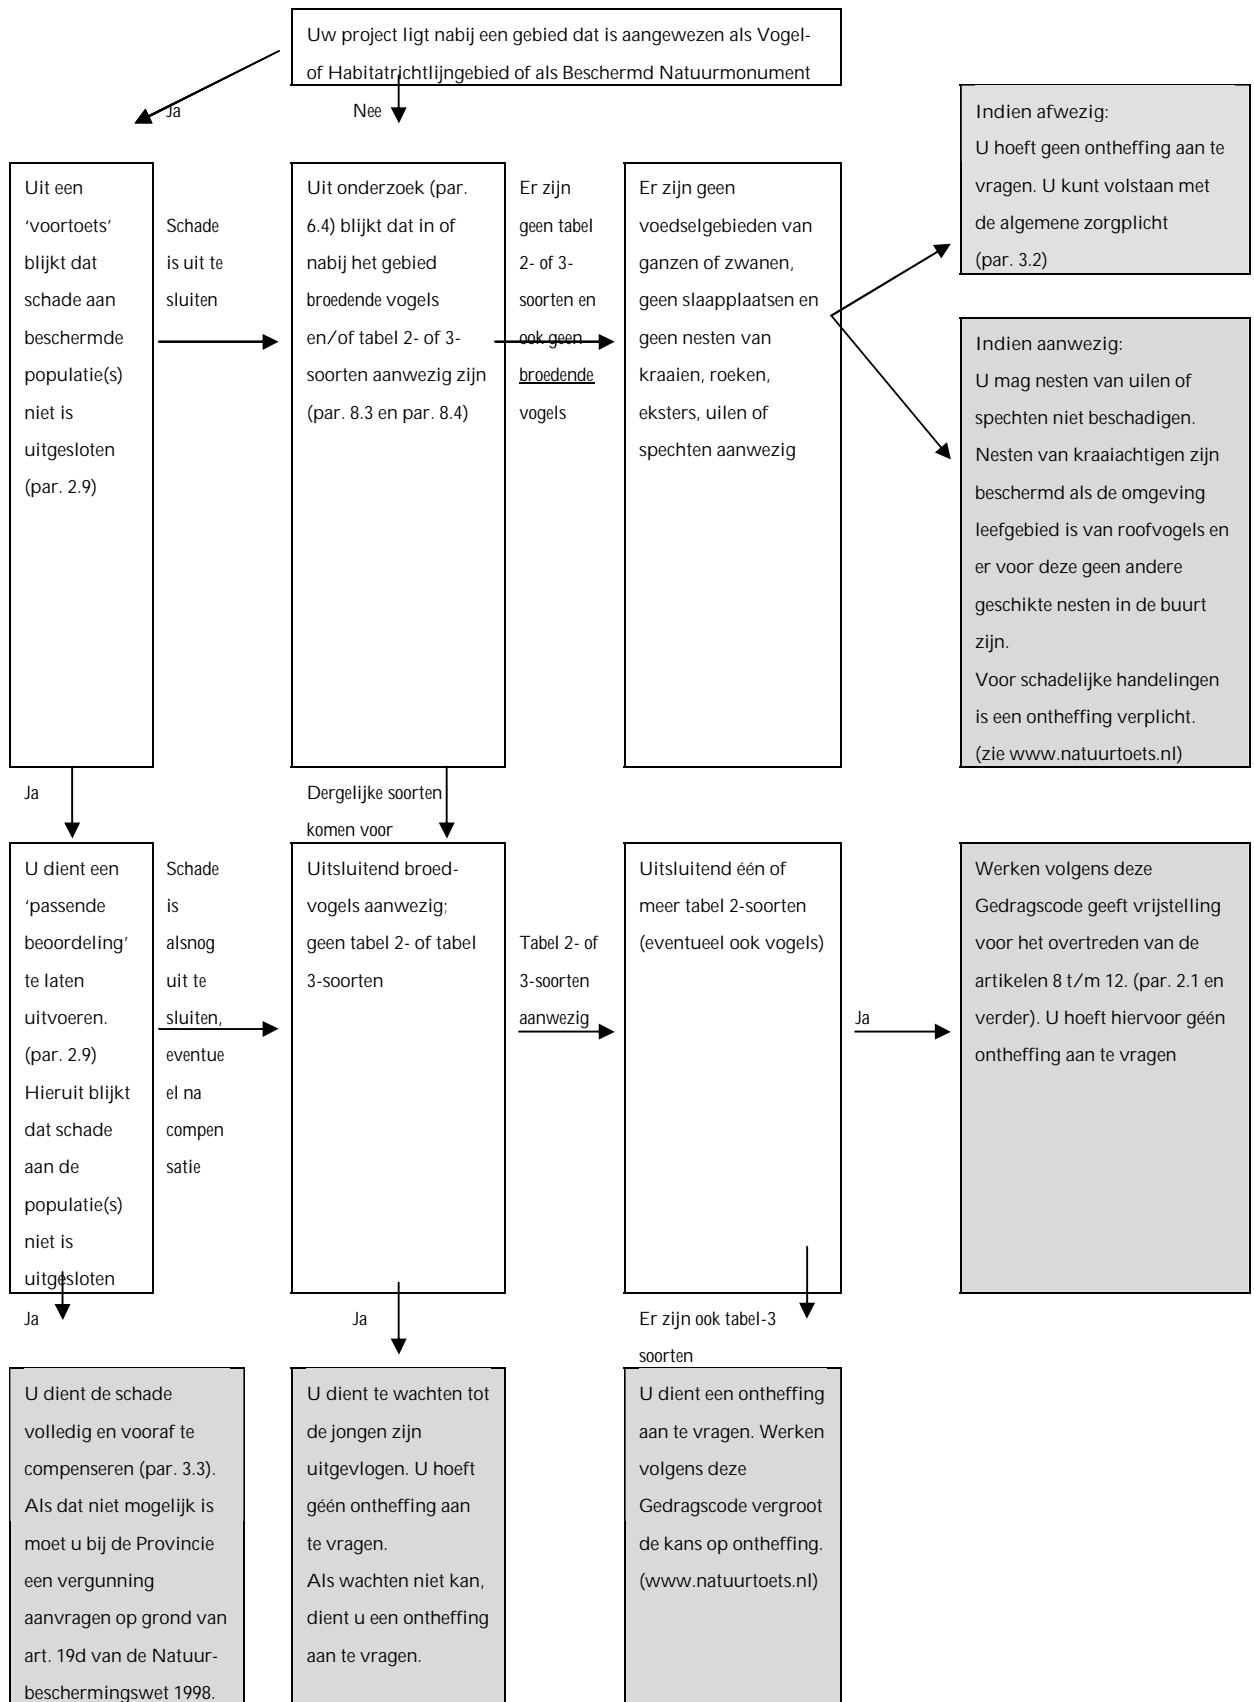 Uw project ligt nabij een gebied dat is aangewezen als Vogel-
of Habitatrichtlijngebied of als Beschermd Natuurmonument
Ja
Nee
Uit een
‘voortoets’
blijkt dat
schade aan
beschermde
populatie(s)
niet is
uitgesloten
(par. 2.9)
Schade
is uit te
sluiten
Uit onderzoek (par.
6.4) blijkt dat in of
nabij het gebied
broedende vogels
en/of tabel 2- of 3-
soorten aanwezig zijn
(par. 8.3 en par. 8.4)
Er zijn
geen tabel
2- of 3-
soorten en
ook geen
broedende
vogels
Er zijn geen
voedselgebieden van
ganzen of zwanen,
geen slaapplaatsen en
geen nesten van
kraaien, roeken,
eksters, uilen of
spechten aanwezig
Indien afwezig:
U hoeft geen ontheffing aan te
vragen. U kunt volstaan met
de algemene zorgplicht
(par. 3.2)
Indien aanwezig:
U mag nesten van uilen of
spechten niet beschadigen.
Nesten van kraaiachtigen zijn
beschermd als de omgeving
leefgebied is van roofvogels en
er voor deze geen andere
geschikte nesten in de buurt
zijn.
Voor schadelijke handelingen
is een ontheffing verplicht.
(zie www.natuurtoets.nl)
Ja
Dergelijke soorten
komen voor
U dient een
‘passende
beoordeling’
te laten
uitvoeren.
(par. 2.9)
Hieruit blijkt
dat schade
aan de
populatie(s)
niet is
uitgesloten
Schade
is
alsnog
uit te
sluiten,
eventue
el na
compen
satie
Uitsluitend broed-
vogels aanwezig;
geen tabel 2- of tabel
3-soorten
Tabel 2- of
3-soorten
aanwezig
Uitsluitend één of
meer tabel 2-soorten
(eventueel ook vogels)
Ja
Werken volgens deze
Gedragscode geeft vrijstelling
voor het overtreden van de
artikelen 8 t/m 12. (par. 2.1 en
verder). U hoeft hiervoor géén
ontheffing aan te vragen
Ja
Ja
Er zijn ook tabel-3
soorten
U dient de schade
volledig en vooraf te
compenseren (par. 3.3).
Als dat niet mogelijk is
moet u bij de Provincie
een vergunning
aanvragen op grond van
art. 19d van de Natuur-
beschermingswet 1998.
U dient te wachten tot
de jongen zijn
uitgevlogen. U hoeft
géén ontheffing aan
te vragen.
Als wachten niet kan,
dient u een ontheffing
aan te vragen.
U dient een ontheffing
aan te vragen. Werken
volgens deze
Gedragscode vergroot
de kans op ontheffing.
(www.natuurtoets.nl)